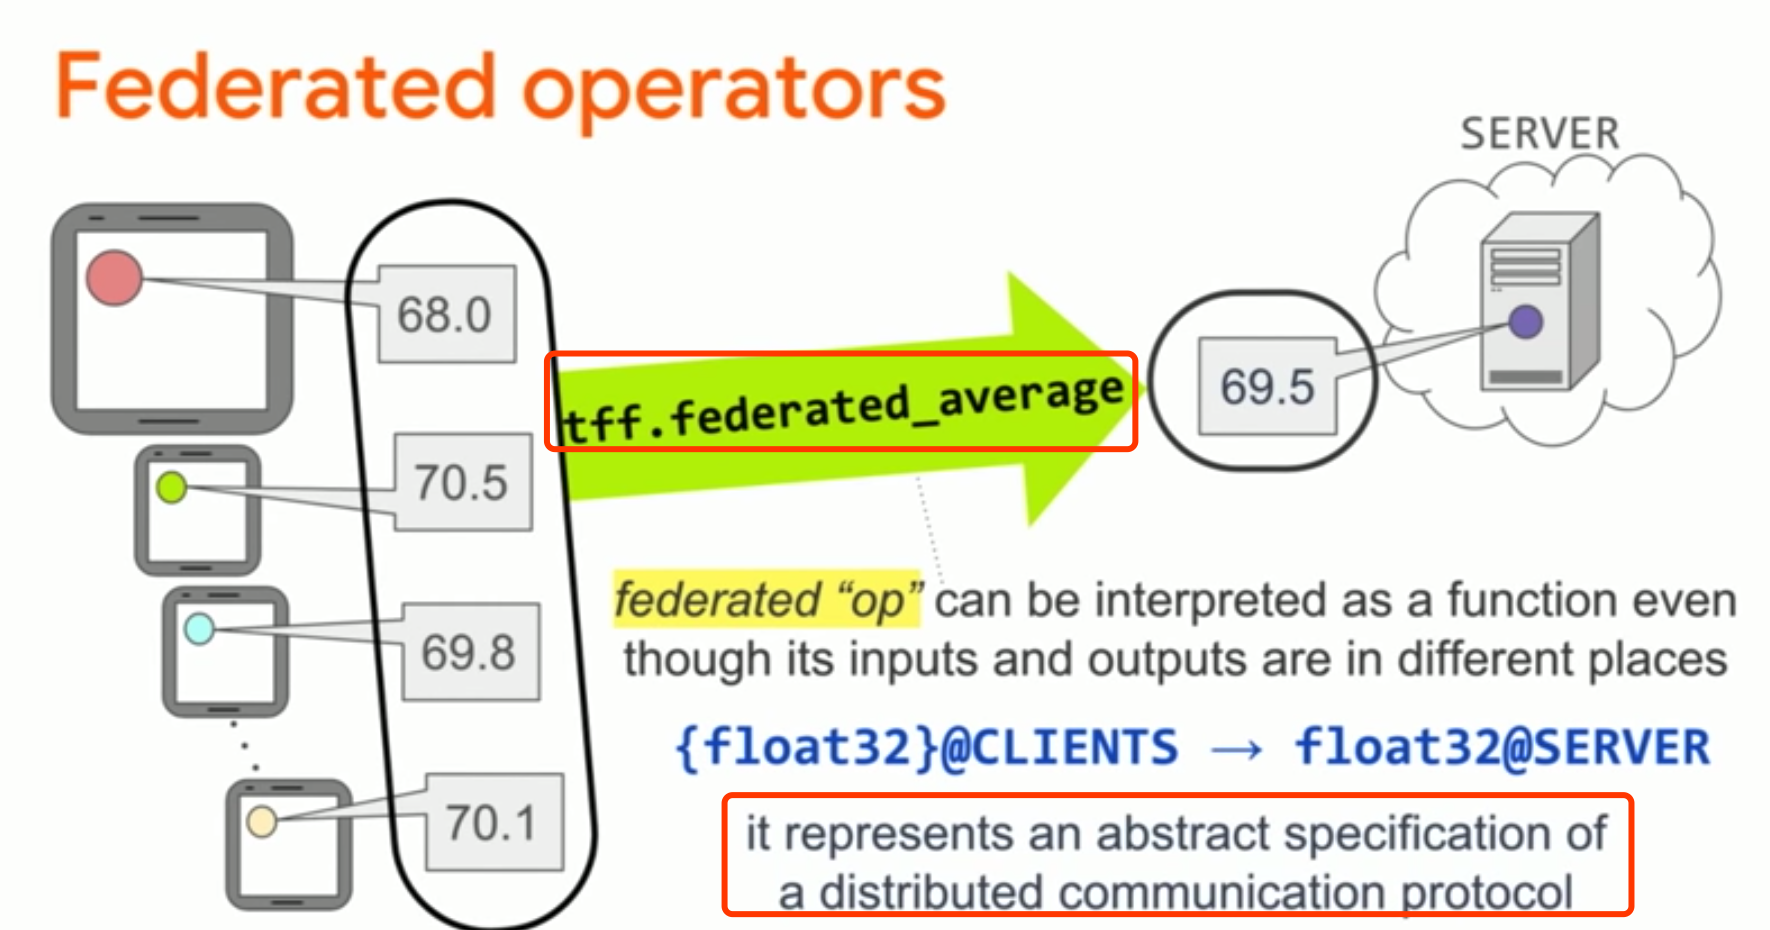 Federated operators
SERVER
68.0
tff.federated_average
69.5
70.5
69.8
70.1
federated “op” can be interpreted as a function even
though its inputs and outputs are in different places
{float32}@CLIENTS → float32@SERVER
it represents an abstract specification of
a distributed communication protocol